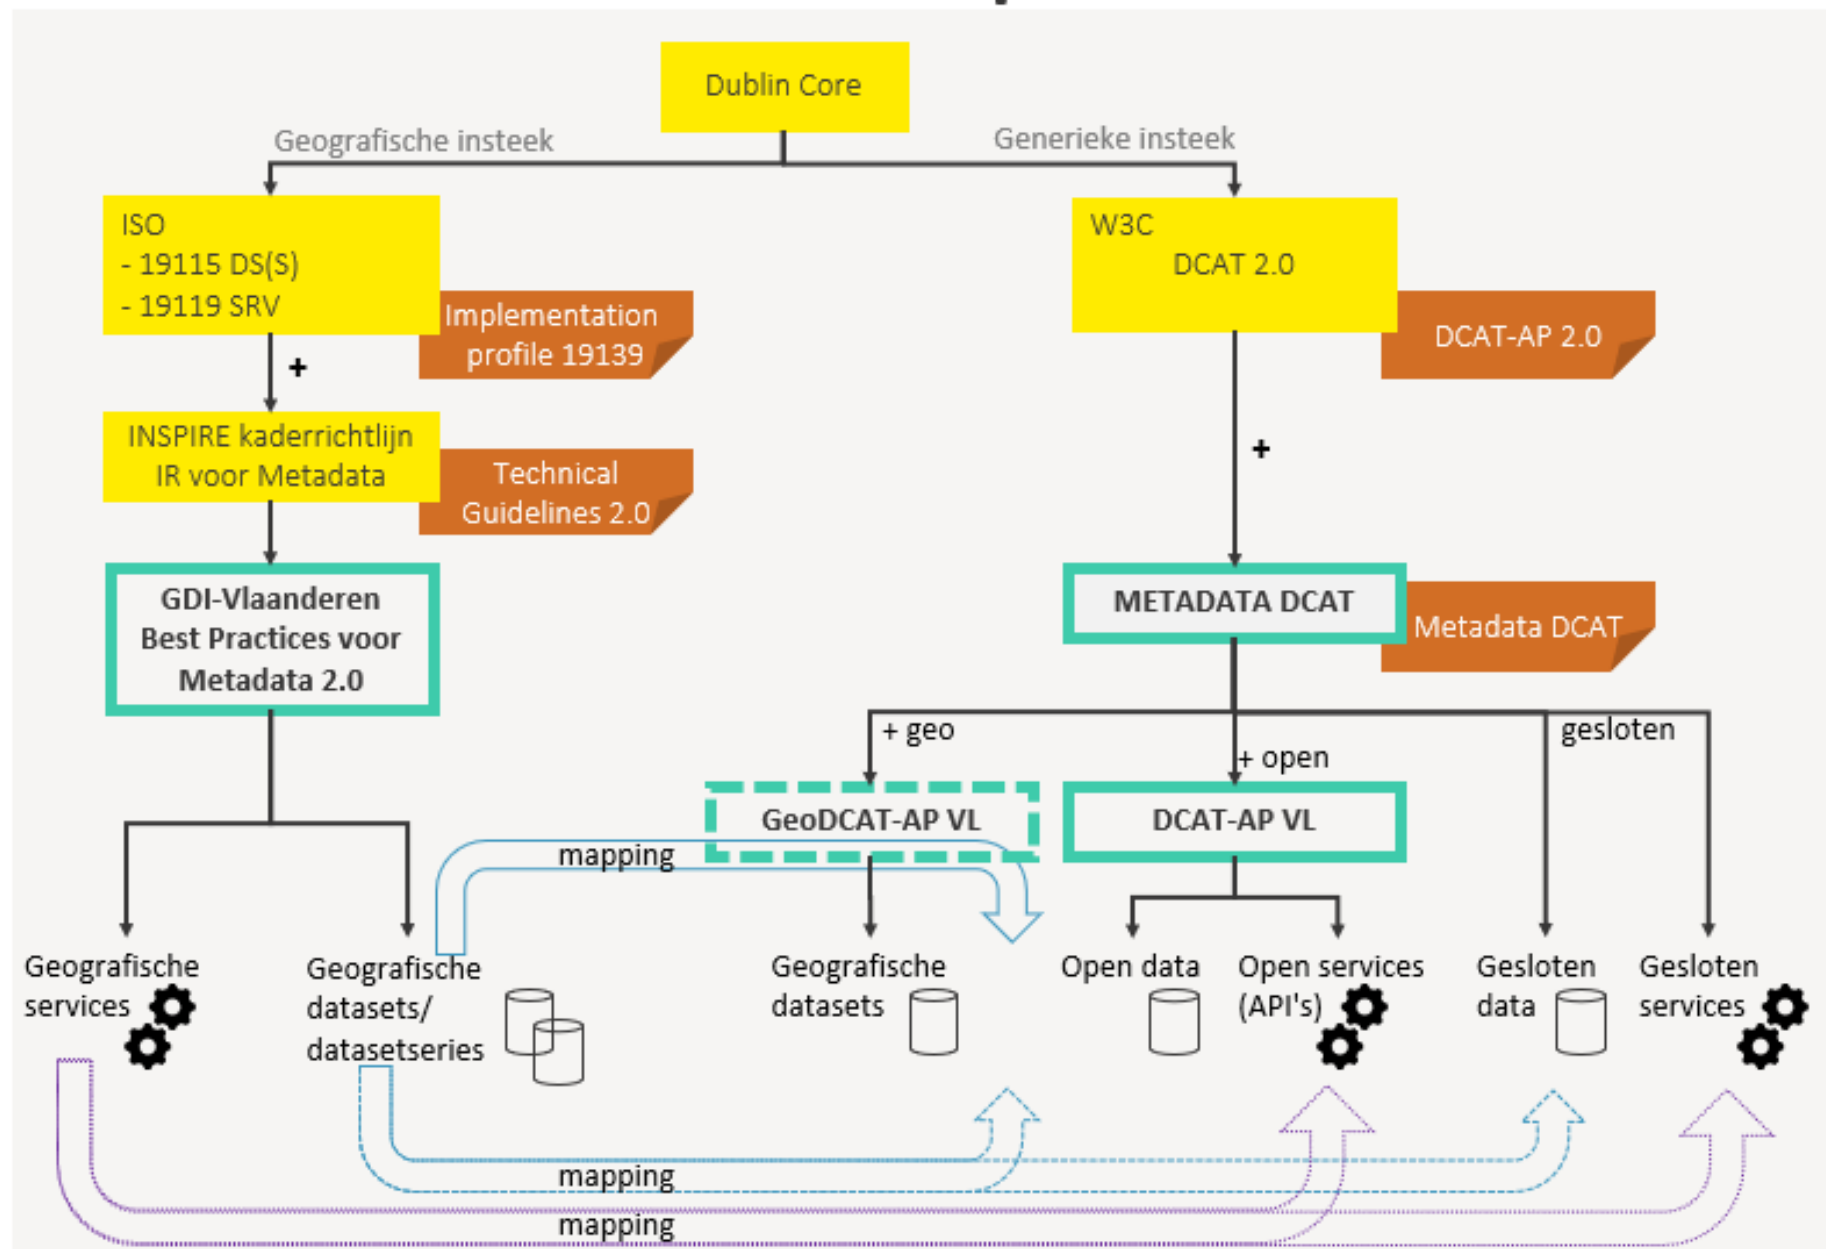 Dublin Core
Geografische insteek
Generieke insteek
ISO
- 19115 DS(S)
- 19119 SRV
Implementation
profile 19139
W3C
DCAT 2.0
DCAT-AP 2.0
+
+
INSPIRE kaderrichtlijn
IR voor Metadata
Technical
Guidelines 2.0
GDI-Vlaanderen
Best Practices voor
Metadata 2.0
METADATA DCAT
Metadata DCAT
+ geo
+ open
gesloten
GeoDCAT-AP VL
DCAT-AP VL
mapping
Geografische
services
Geografische
datasets/
datasetseries
Geografische
datasets
Open data
Open services
(API's)
Gesloten
data
Gesloten
services
mapping
mapping